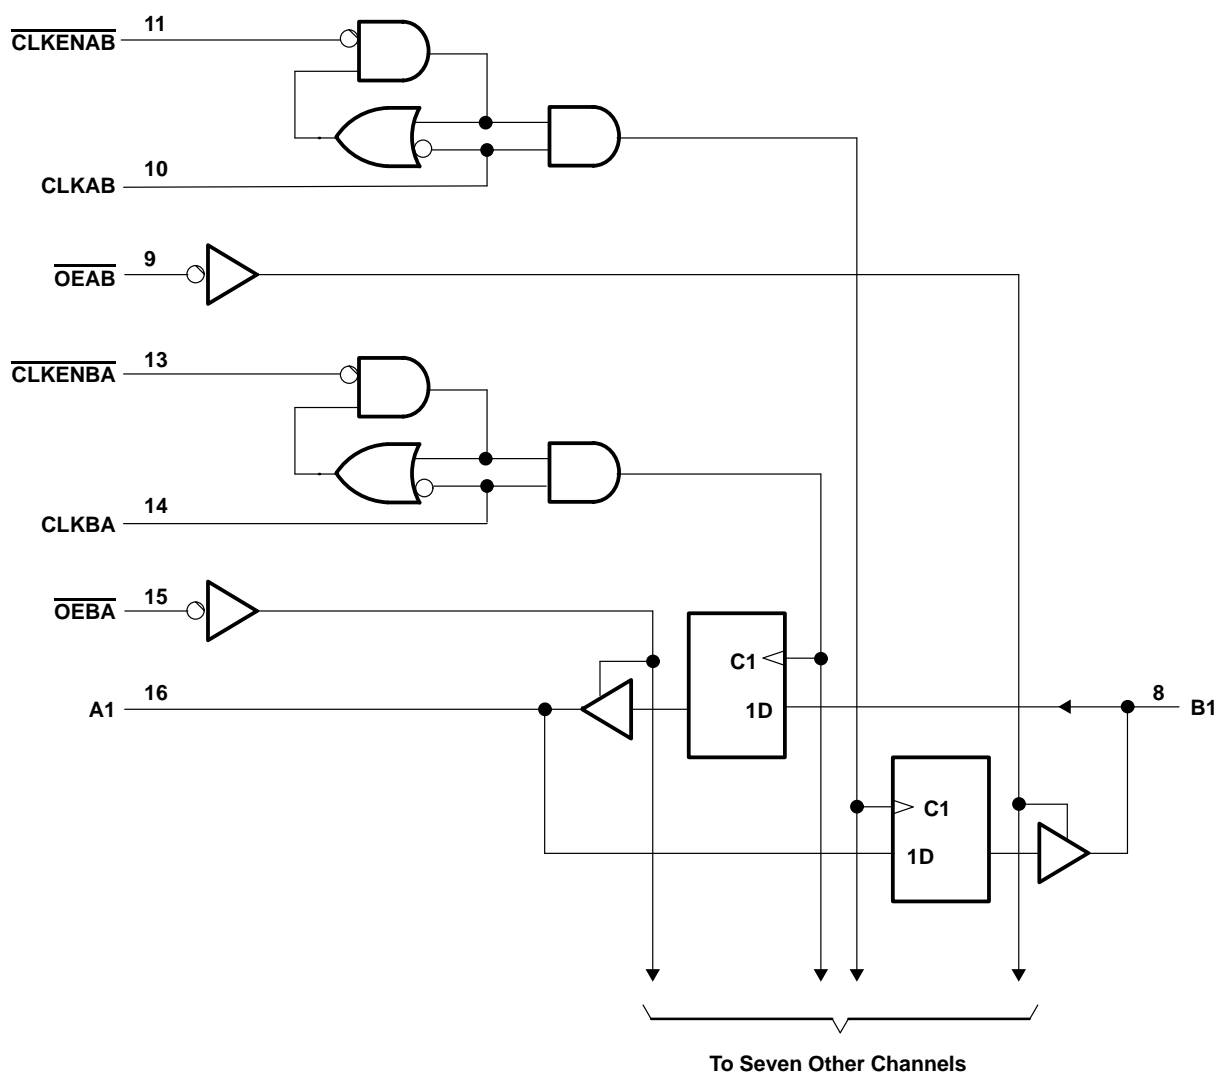 CLKENAB 11
CLKAB 10
OEAB 9
CLKENBA 13
CLKBA 14
OEBA 15
C1
A1 16
1D
8 B1
C1
1D
To Seven Other Channels